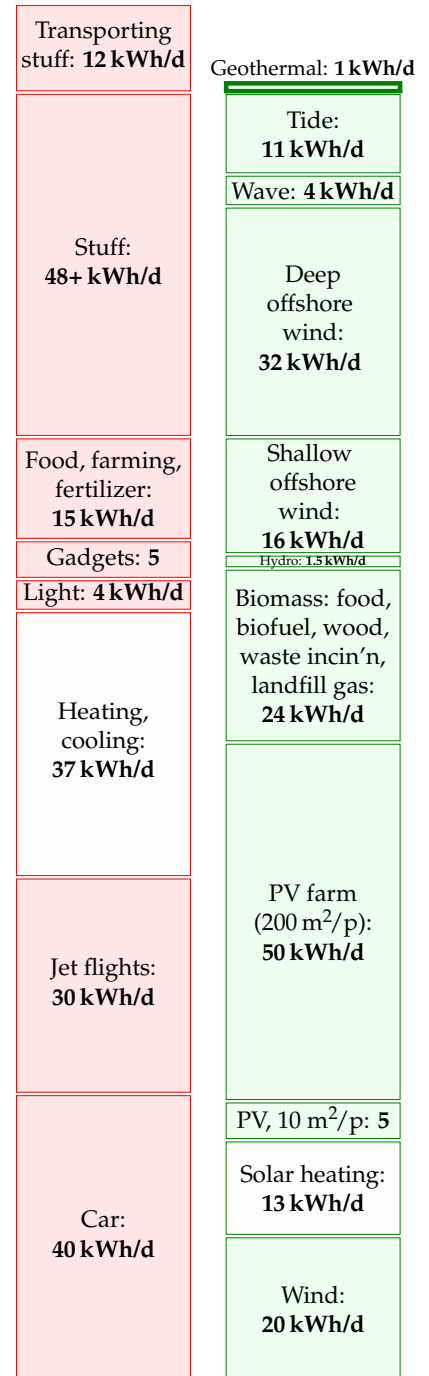 Transporting
stuff: 12 kWh/d
Stuff:
48+ kWh/d
Food, farming,
fertilizer:
15 kWh/d
Gadgets: 5
Light: 4 kWh/d
Heating,
cooling:
37 kWh/d
Jet flights:
30 kWh/d
Car:
40 kWh/d
Geothermal: 1 kWh/d
Tide:
11 kWh/d
Wave: 4 kWh/d
Deep
offshore
wind:
32 kWh/d
Shallow
offshore
wind:
16 kWh/d
Hydro: 1.5 kWh/d
Biomass: food,
biofuel, wood,
waste incin’n,
landfill gas:
24 kWh/d
PV farm
(200 m²/p):
50 kWh/d
PV, 10 m²/p: 5
Solar heating:
13 kWh/d
Wind:
20 kWh/d